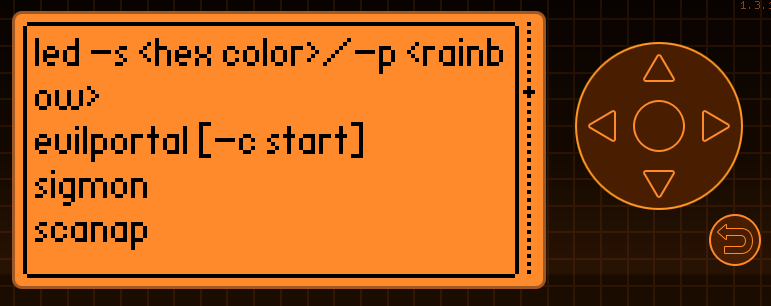 led -s <hex color>/-p <rainb
ow>
evilportal [-c start]
sigmon
scanap